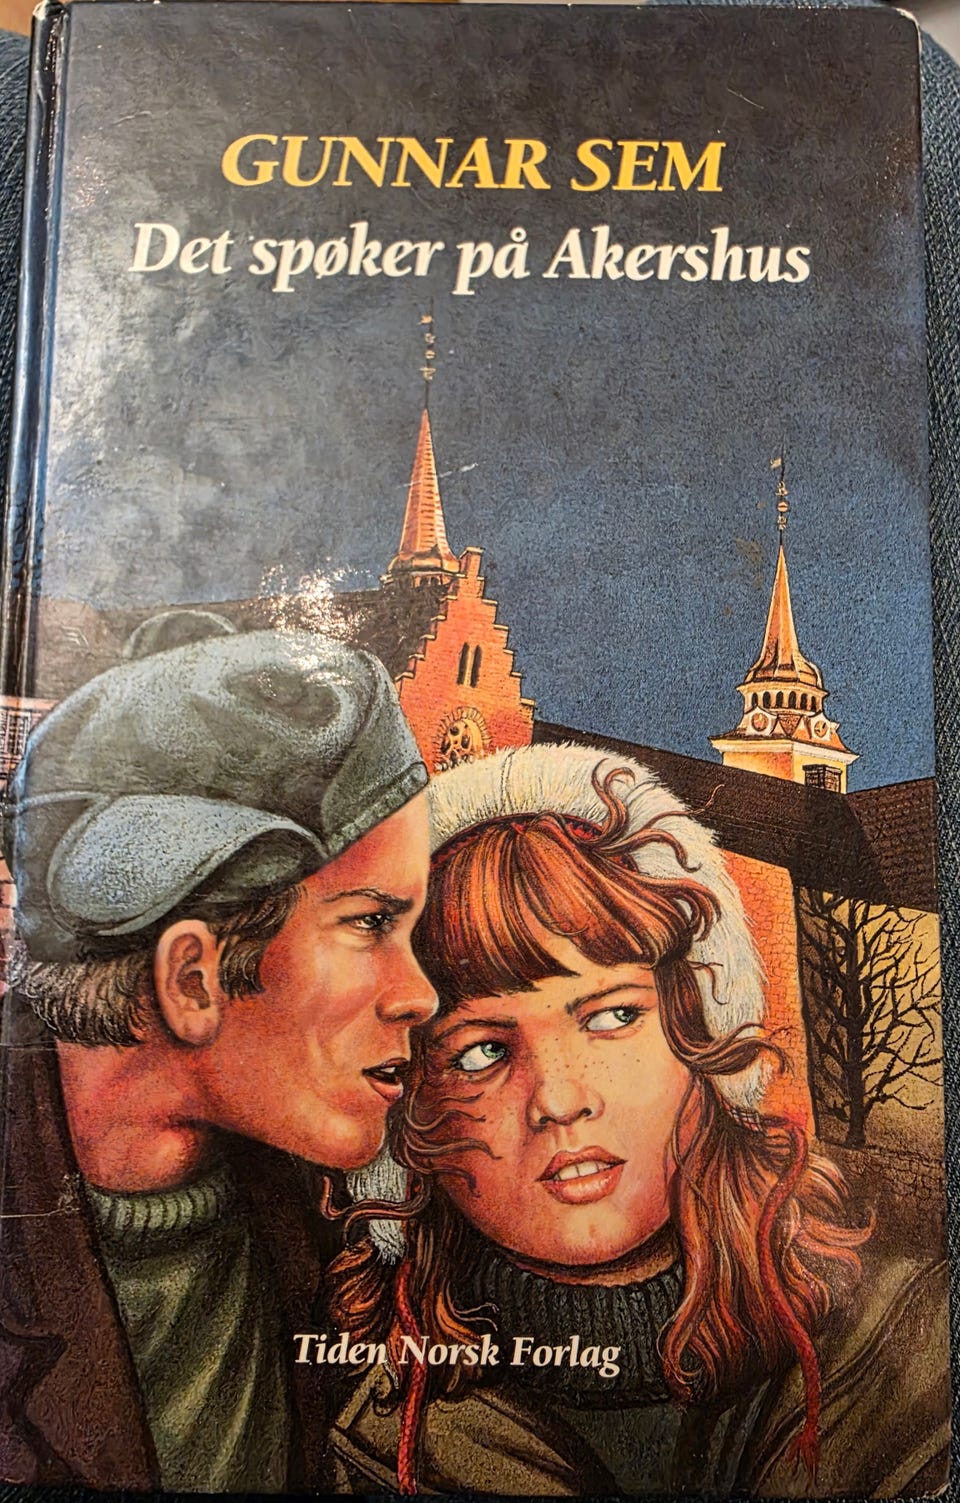 GUNNAR SEM
Det spøker på Akershus
Tiden Norsk Forlag